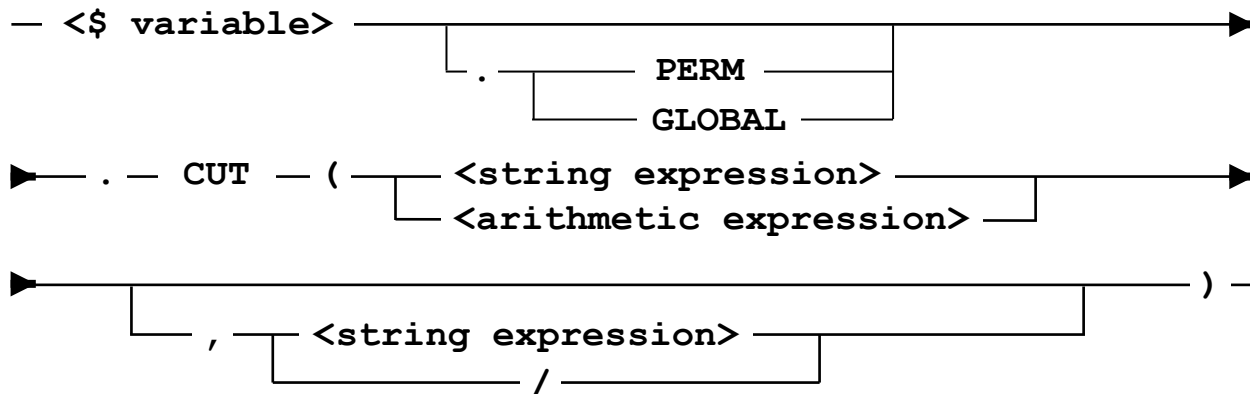 <$ variable>
. PERM
GLOBAL
. CUT ( <string expression>
<arithmetic expression>
)
, <string expression>
/